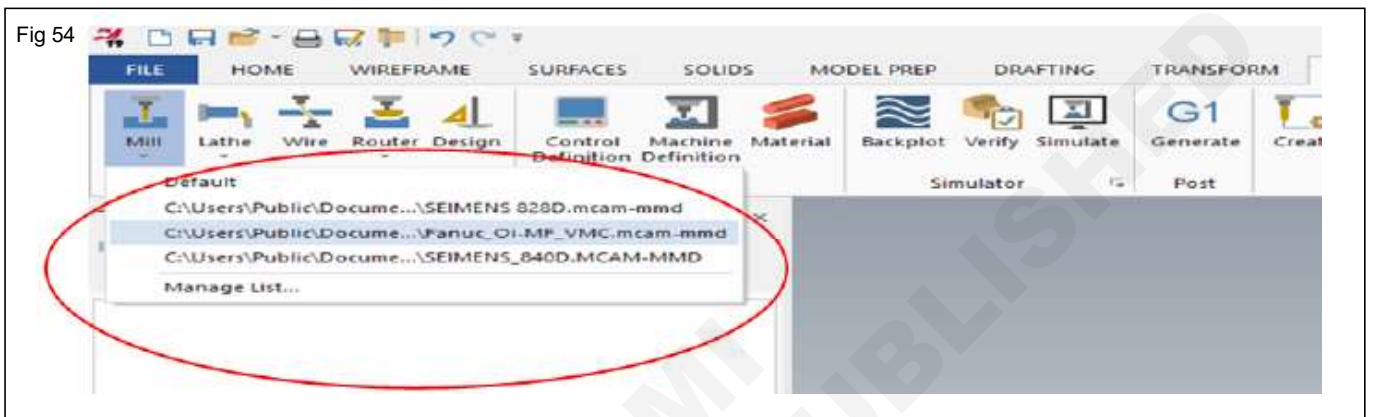 Fig 54
FILE HOME WIREFRAME SURFACES SOLIDS MODEL PREP DRAFTING TRANSFORM
Mill Lathe Wire Router Design Control Definition Machine Definition Material Backplot Verify Simulate G1 Generate Creat
Simulator Post
Default
C:\Users\Public\Docume...\SEIMENS 828D.mcam-mmd
C:\Users\Public\Docume...\Fanuc_OI-MF_VMC.mcam-mmd
C:\Users\Public\Docume...\SEIMENS_840D.MCAM-MMD
Manage List...